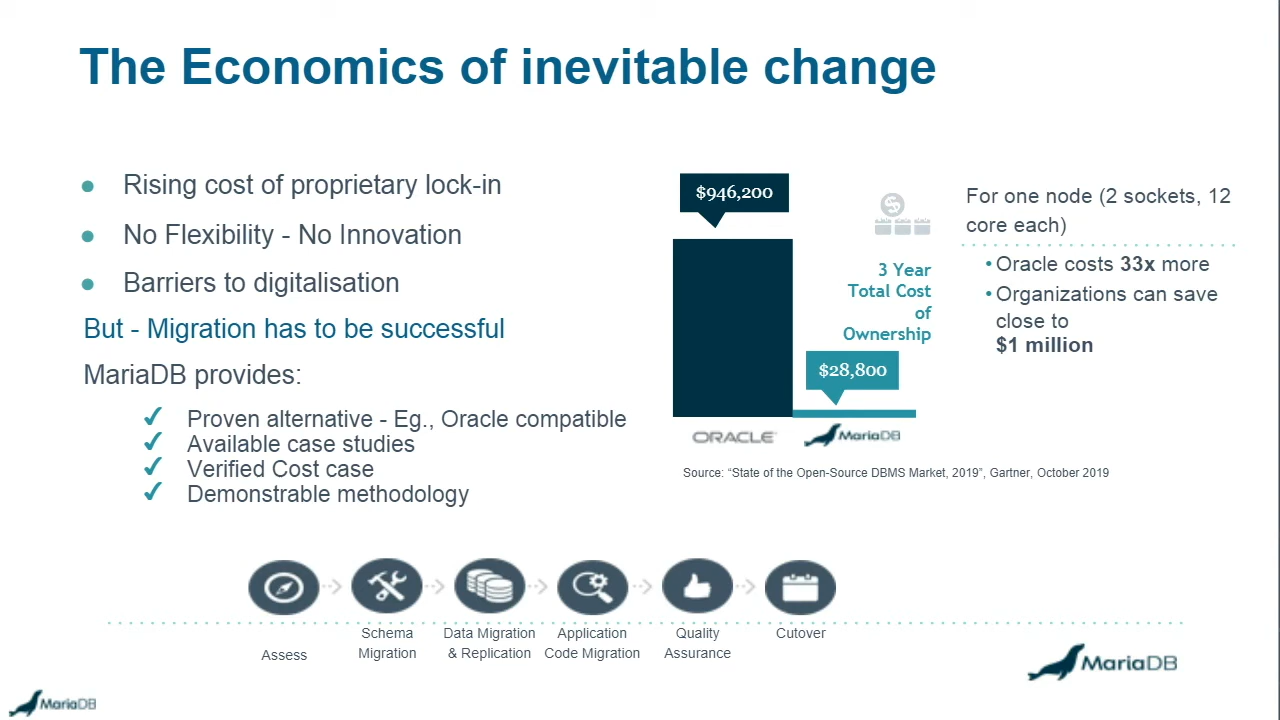 The Economics of inevitable change
● Rising cost of proprietary lock-in
● No Flexibility - No Innovation
● Barriers to digitalisation
But - Migration has to be successful
MariaDB provides:
✓ Proven alternative - Eg., Oracle compatible
✓ Available case studies
✓ Verified Cost case
✓ Demonstrable methodology
$946,200
3 Year
Total Cost
of
Ownership
$28,800
ORACLE
MariaDB
For one node (2 sockets, 12
core each)
• Oracle costs 33x more
• Organizations can save
close to
$1 million
Source: “State of the Open-Source DBMS Market, 2019”, Gartner, October 2019
Assess
Schema
Migration
Data Migration
& Replication
Application
Code Migration
Quality
Assurance
Cutover
MariaDB
MariaDB